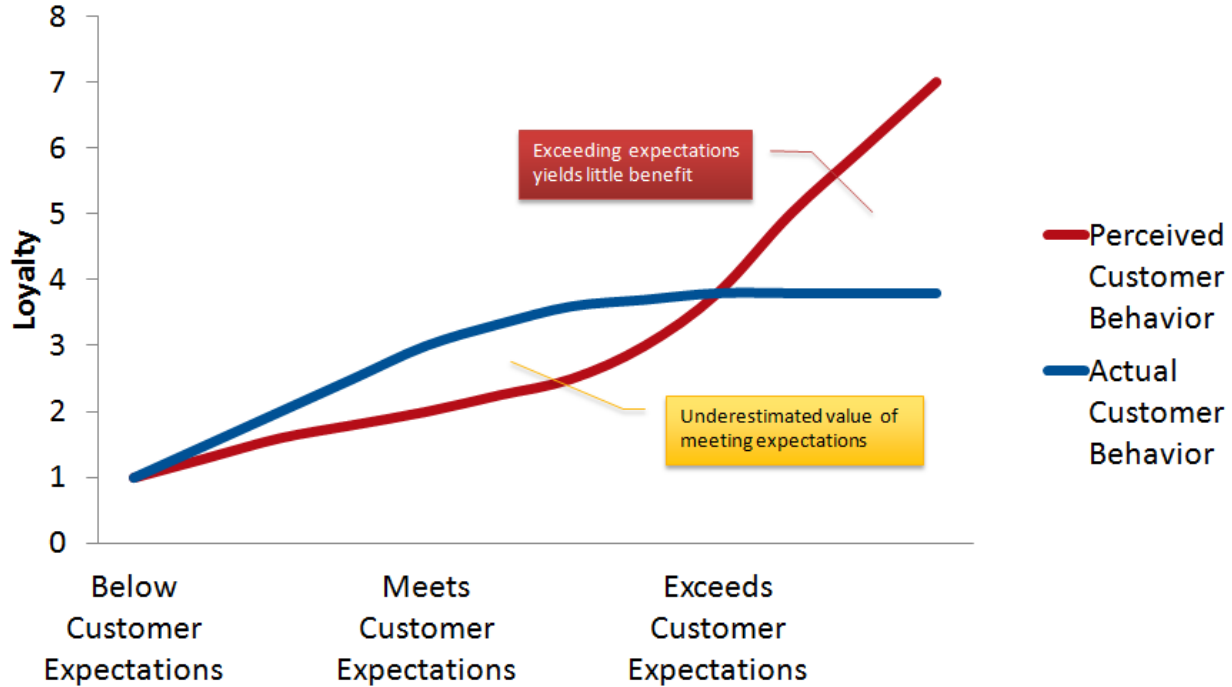 8
7
6
5
4
3
2
1
0
Loyalty
Exceeding expectations
yields little benefit
Underestimated value of
meeting expectations
Below
Customer
Expectations
Meets
Customer
Expectations
Exceeds
Customer
Expectations
Perceived
Customer
Behavior
Actual
Customer
Behavior